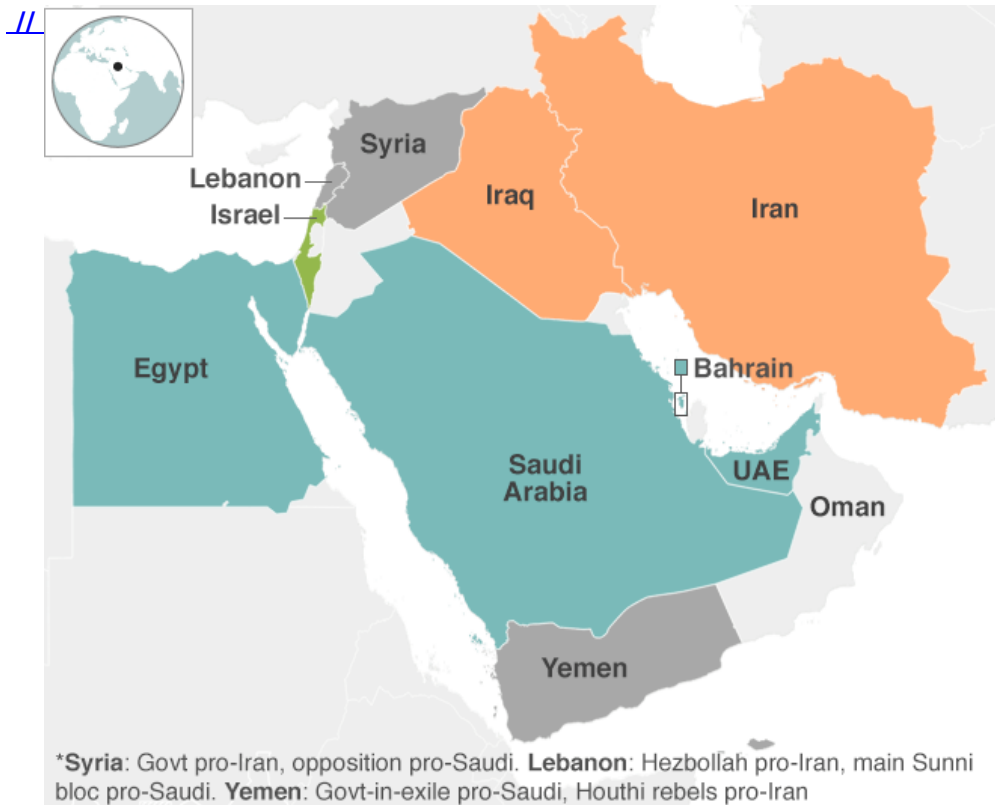 //
Syria
Lebanon
Israel
Iraq
Iran
Egypt
Bahrain
Saudi
Arabia
UAE
Oman
Yemen
*Syria: Govt pro-Iran, opposition pro-Saudi. Lebanon: Hezbollah pro-Iran, main Sunni
bloc pro-Saudi. Yemen: Govt-in-exile pro-Saudi, Houthi rebels pro-Iran